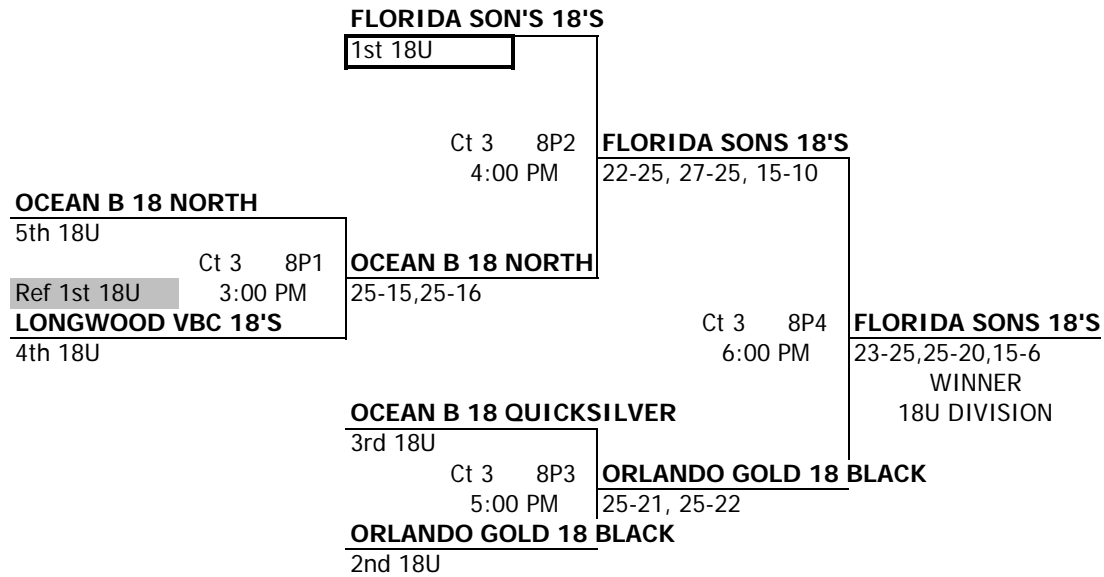 FLORIDA SON'S 18'S
1st 18U
Ct 3 8P2 FLORIDA SONS 18'S
4:00 PM 22-25, 27-25, 15-10
OCEAN B 18 NORTH
5th 18U
Ct 3 8P1 OCEAN B 18 NORTH
Ref 1st 18U 3:00 PM 25-15,25-16
LONGWOOD VBC 18'S Ct 3 8P4 FLORIDA SONS 18'S
4th 18U 6:00 PM 23-25,25-20,15-6
WINNER
OCEAN B 18 QUICKSILVER 18U DIVISION
3rd 18U
Ct 3 8P3 ORLANDO GOLD 18 BLACK
5:00 PM 25-21, 25-22
ORLANDO GOLD 18 BLACK
2nd 18U